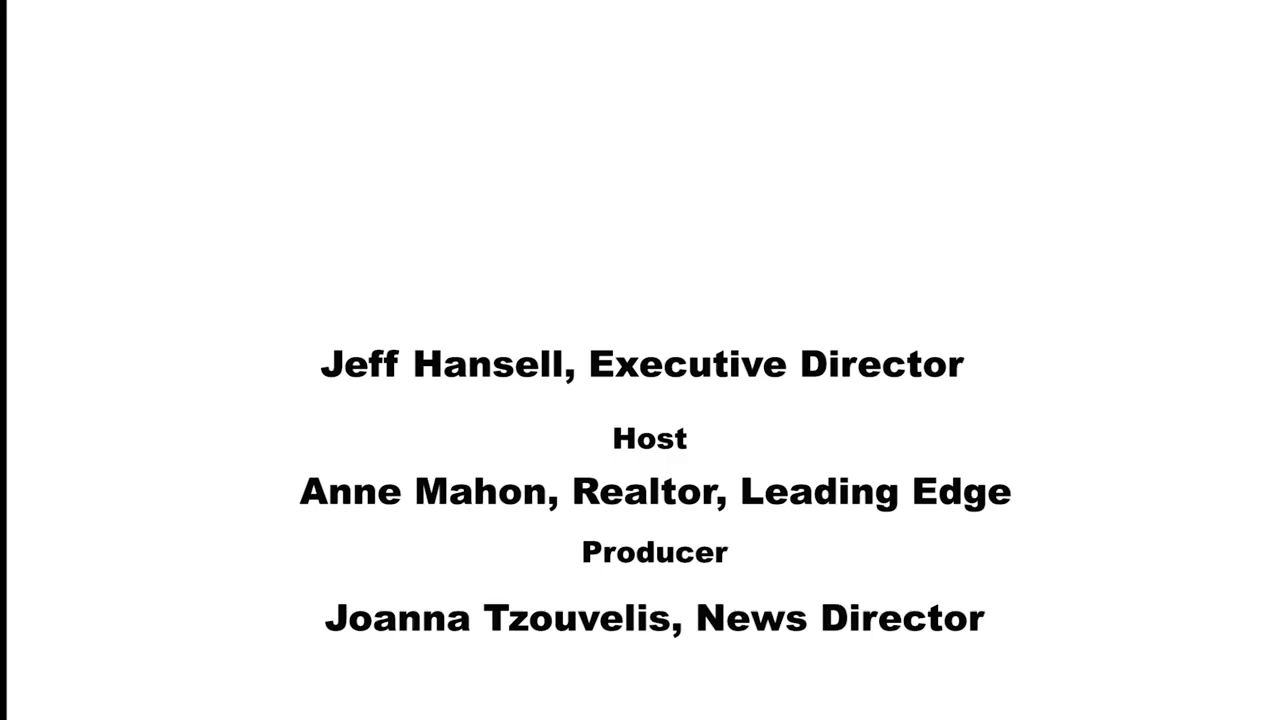 Jeff Hansell, Executive Director
Host
Anne Mahon, Realtor, Leading Edge
Producer
Joanna Tzouvelis, News Director